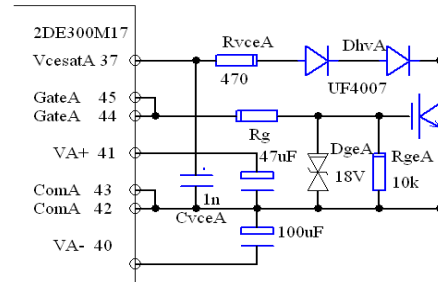 2DE300M17
VcesatA 37
RvceA
DhvA
470
UF4007
GateA 45
GateA 44
Rg
VA+ 41
47uF
DgeA
18V
RgeA
10k
ComA 43
ComA 42
1n
CvceA
100uF
VA- 40